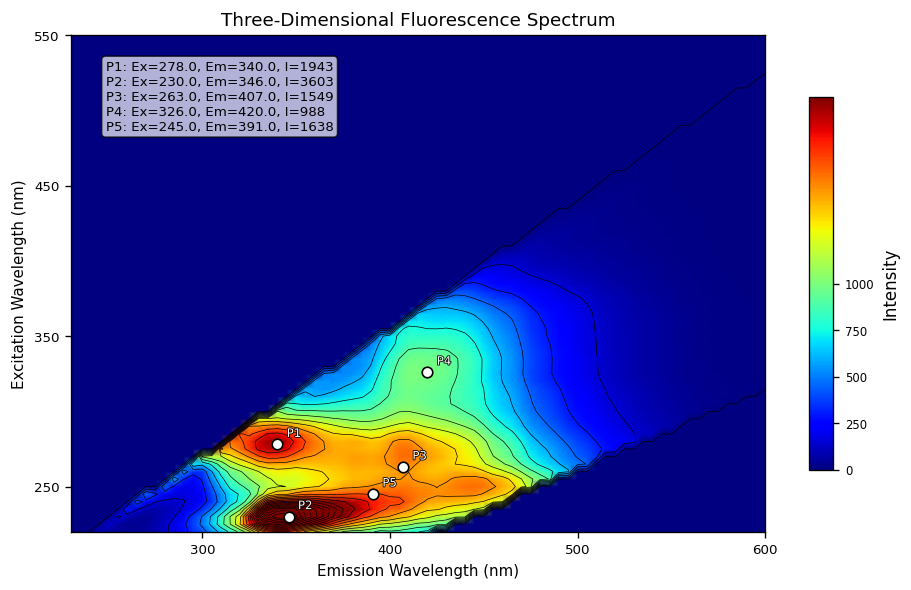 Three-Dimensional Fluorescence Spectrum
550
450
350
250
Excitation Wavelength (nm)
P1: Ex=278.0, Em=340.0, I=1943
P2: Ex=230.0, Em=346.0, I=3603
P3: Ex=263.0, Em=407.0, I=1549
P4: Ex=326.0, Em=420.0, I=988
P5: Ex=245.0, Em=391.0, I=1638
P4
P1
P3
P5
P2
300
400
500
600
Emission Wavelength (nm)
1000
750
500
250
0
Intensity